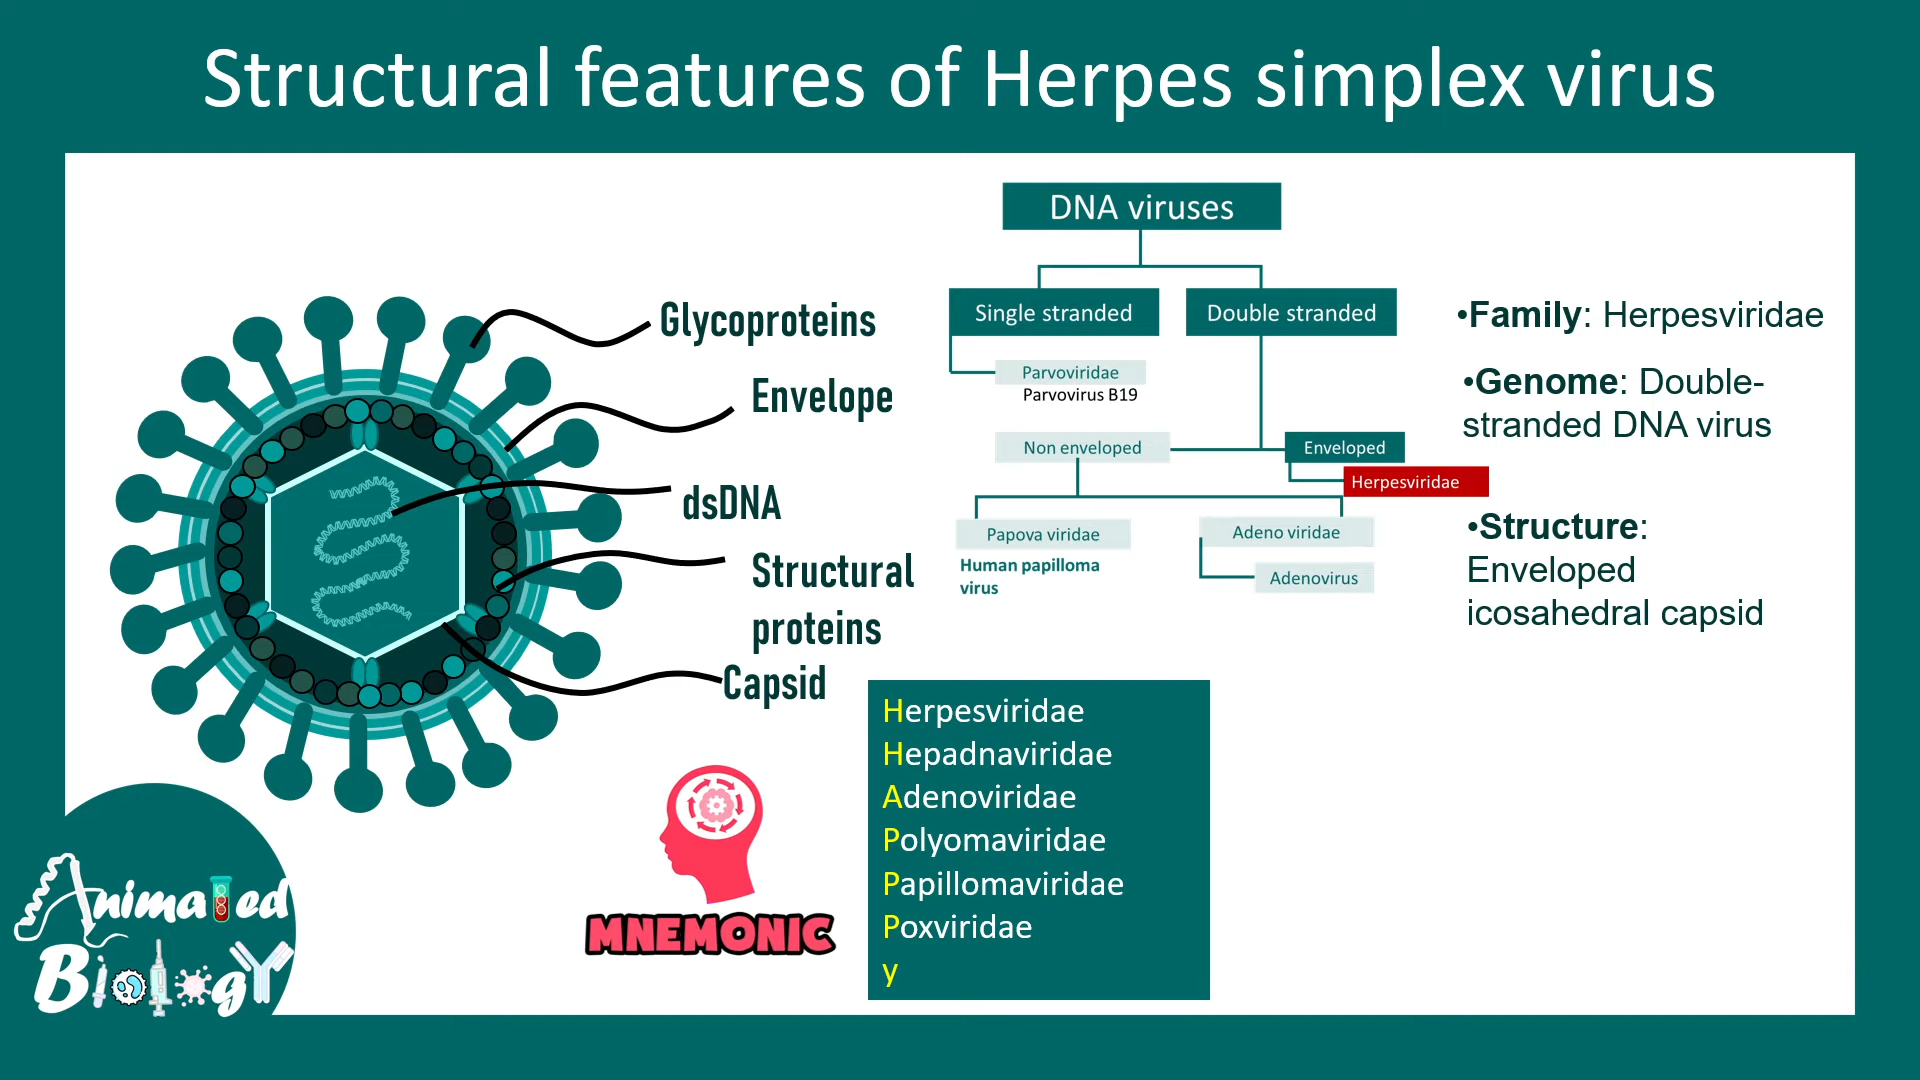 Structural features of Herpes simplex virus
Glycoproteins
Envelope
dsDNA
Structural
proteins
Capsid
DNA viruses
Single stranded
Double stranded
Parvoviridae
Parvovirus B19
Non enveloped
Enveloped
Herpesviridae
Papova viridae
Human papilloma
virus
Adeno viridae
Adenovirus
•Family: Herpesviridae
•Genome: Double-
stranded DNA virus
•Structure:
Enveloped
icosahedral capsid
MNEMONIC
Herpesviridae
Hepadnaviridae
Adenoviridae
Polyomaviridae
Papillomaviridae
Poxviridae
y
Animated
Biology